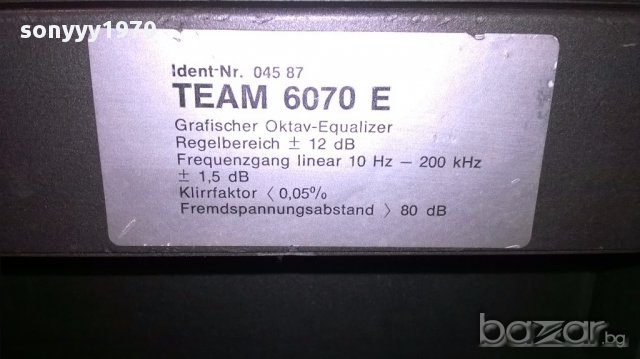 sonyyy1970
Ident-Nr. 045 87
TEAM 6070 E
Grafischer Oktav-Equalizer
Regelbereich ± 12 dB
Frequenzgang linear 10 Hz – 200 kHz
± 1,5 dB
Klirrfaktor < 0,05%
Fremdspannungsabstand > 80 dB
bazar.bg